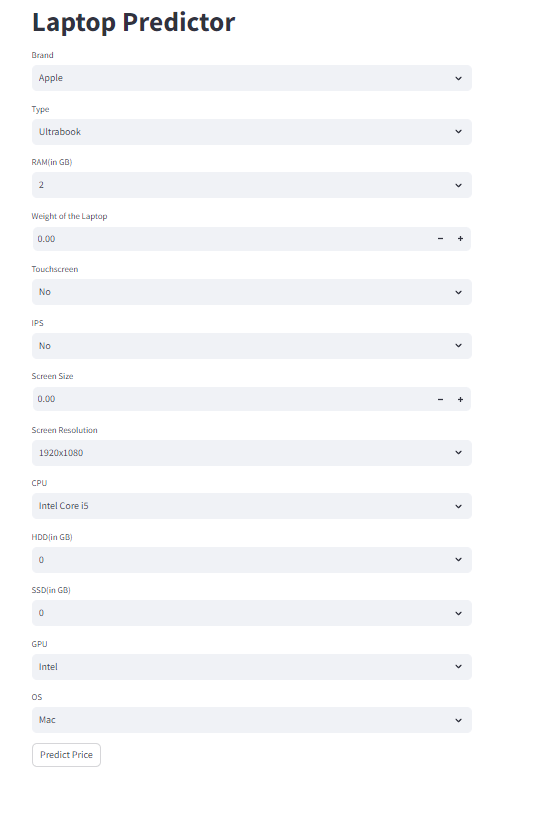 Laptop Predictor
Brand
Apple
Type
Ultrabook
RAM(in GB)
2
Weight of the Laptop
0.00
Touchscreen
No
IPS
No
Screen Size
0.00
Screen Resolution
1920x1080
CPU
Intel Core i5
HDD(in GB)
0
SSD(in GB)
0
GPU
Intel
OS
Mac
Predict Price